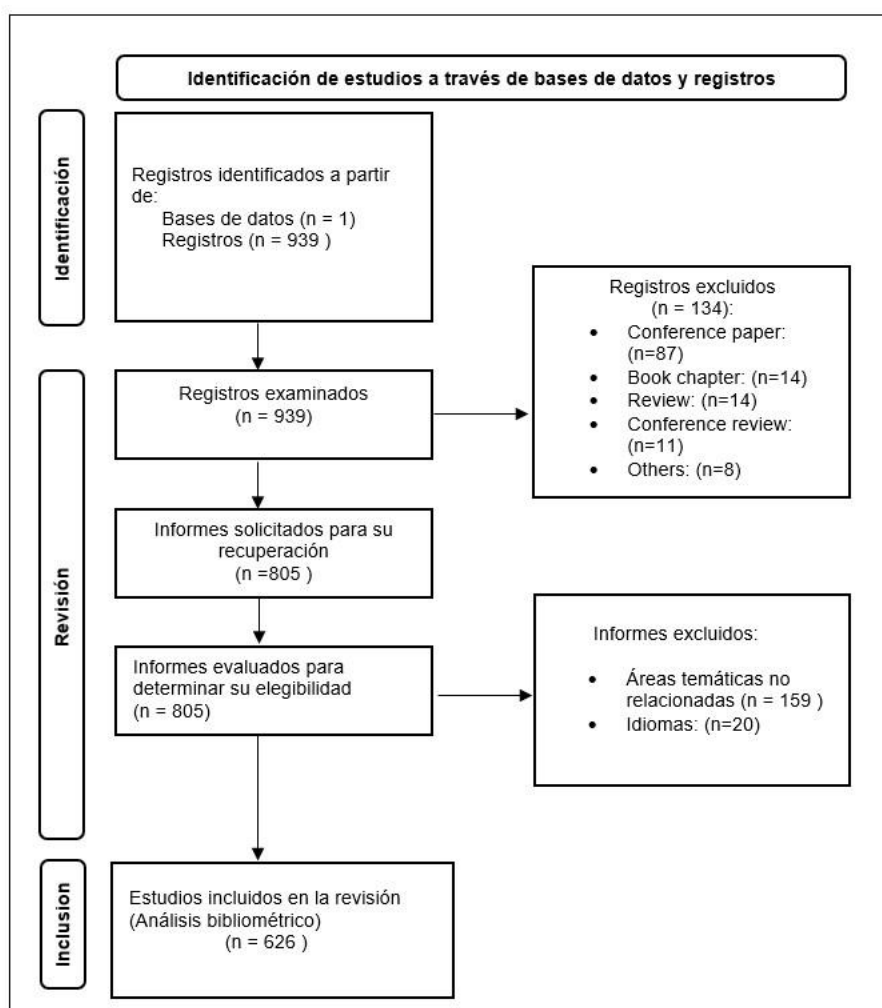 Identificación de estudios a través de bases de datos y registros
Identificación
Registros identificados a partir
de:
Bases de datos (n = 1)
Registros (n = 939 )
Registros excluidos
(n = 134):
• Conference paper:
(n=87)
• Book chapter: (n=14)
• Review: (n=14)
• Conference review:
(n=11)
• Others: (n=8)
Revisión
Registros examinados
(n = 939)
Informes solicitados para su
recuperación
(n =805 )
Informes evaluados para
determinar su elegibilidad
(n = 805)
Informes excluidos:
• Áreas temáticas no
relacionadas (n = 159 )
• Idiomas: (n=20)
Inclusion
Estudios incluidos en la revisión
(Análisis bibliométrico)
(n = 626 )